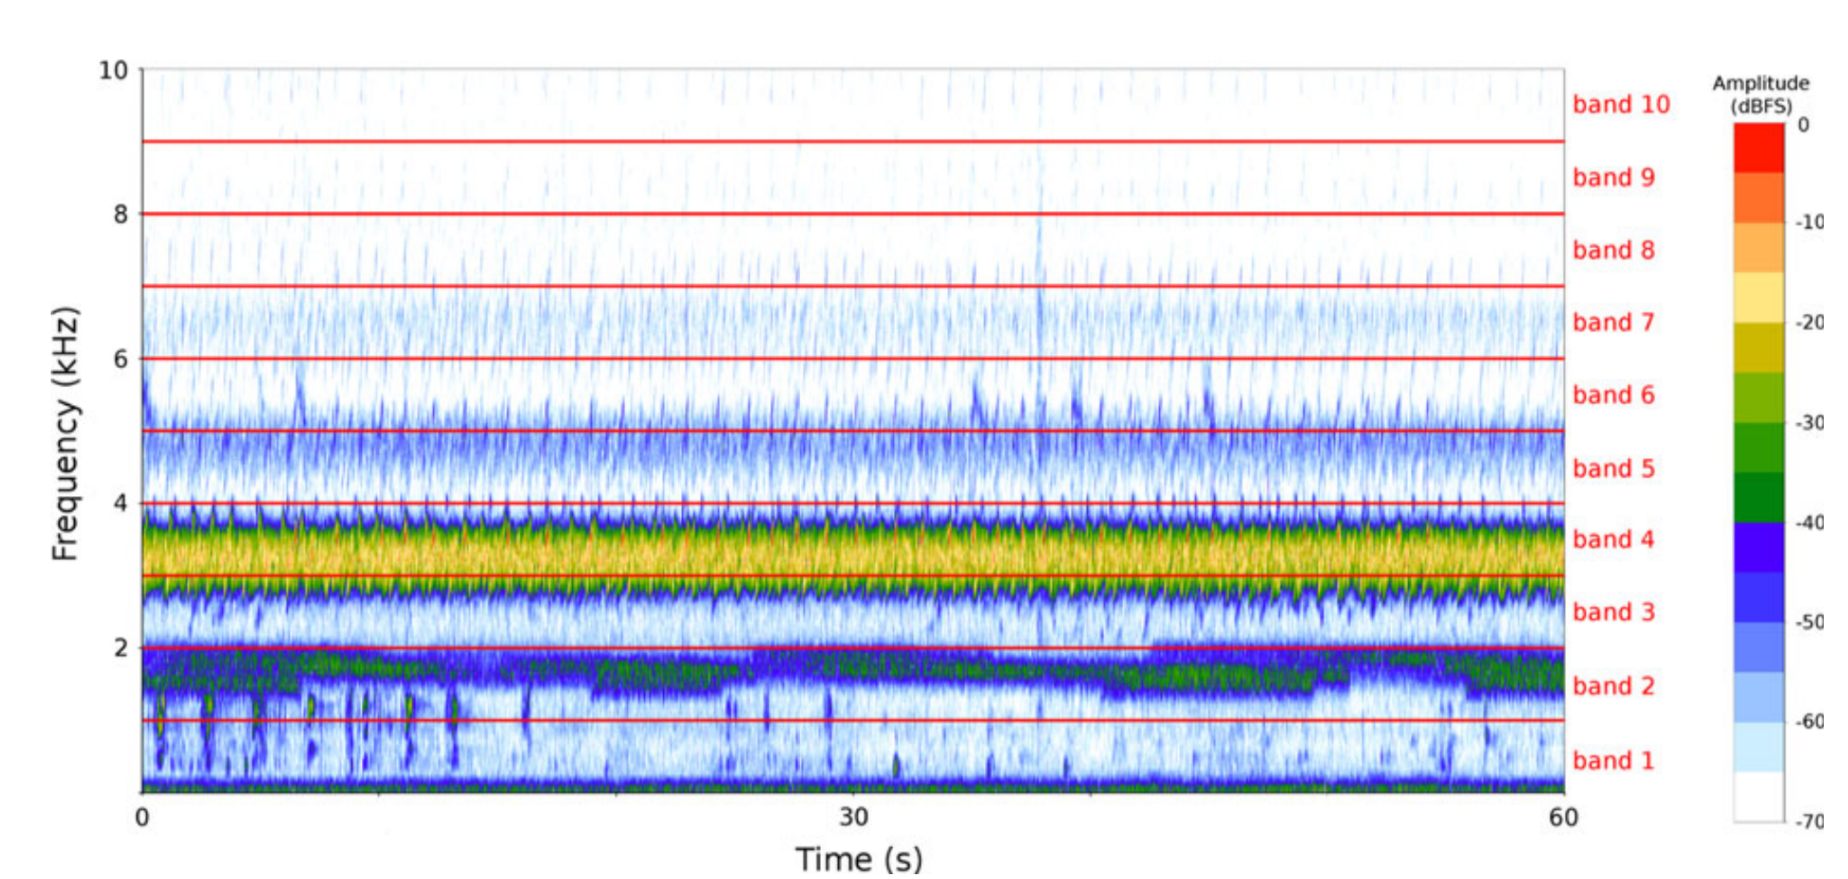 10
8
6
4
2
Frequency (kHz)
0
30
60
Time (s)
band 10
band 9
band 8
band 7
band 6
band 5
band 4
band 3
band 2
band 1
Amplitude
(dBFS)
0
-10
-20
-30
-40
-50
-60
-70